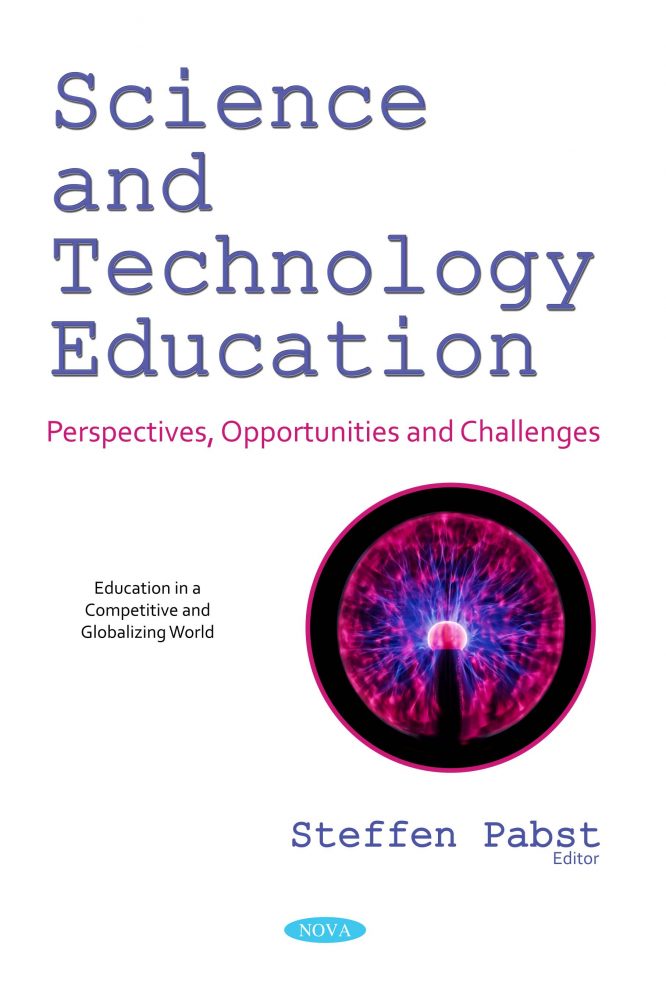 Science
and
Technology
Education
Perspectives, Opportunities and Challenges
Education in a
Competitive and
Globalizing World
Steffen Pabst
Editor
NOVA